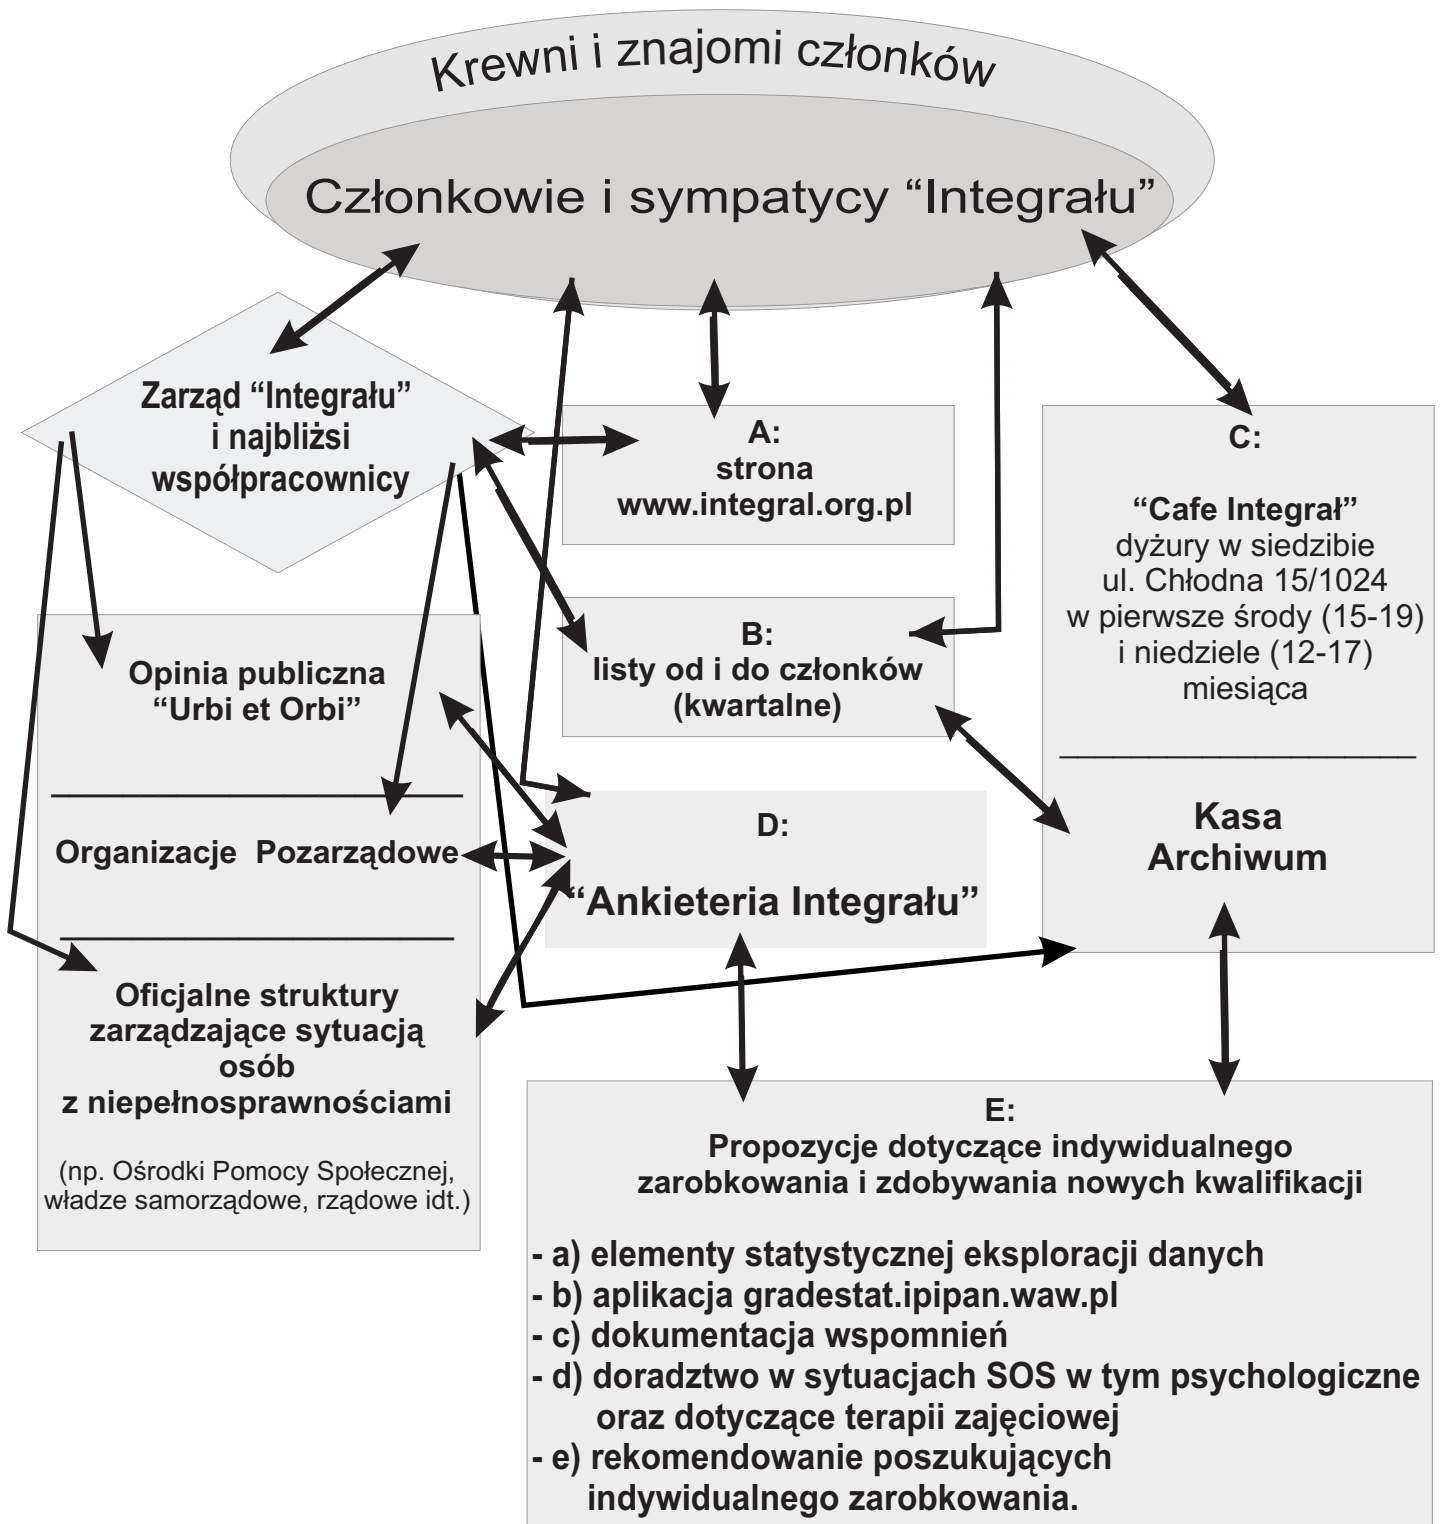 Krewni i znajomi członków
Członkowie i sympatycy “Integrału”
Zarząd “Integrału”
i najbliżsi
współpracownicy
A:
strona
www.integral.org.pl
C:
“Cafe Integrał”
dyżury w siedzibie
ul. Chłodna 15/1024
w pierwsze środy (15-19)
i niedziele (12-17)
miesiąca
Kasa
Archiwum
B:
listy od i do członków
(kwartalne)
Opinia publiczna
“Urbi et Orbi”
Organizacje Pozarządowe
Oficjalne struktury
zarządzające sytuacją
osób
z niepełnosprawnościami
(np. Ośrodki Pomocy Społecznej,
władze samorządowe, rządowe idt.)
D:
“Ankieteria Integrału”
E:
Propozycje dotyczące indywidualnego
zarobkowania i zdobywania nowych kwalifikacji
- a) elementy statystycznej eksploracji danych
- b) aplikacja gradestat.ipipan.waw.pl
- c) dokumentacja wspomnień
- d) doradztwo w sytuacjach SOS w tym psychologiczne
oraz dotyczące terapii zajęciowej
- e) rekomendowanie poszukujących
indywidualnego zarobkowania.